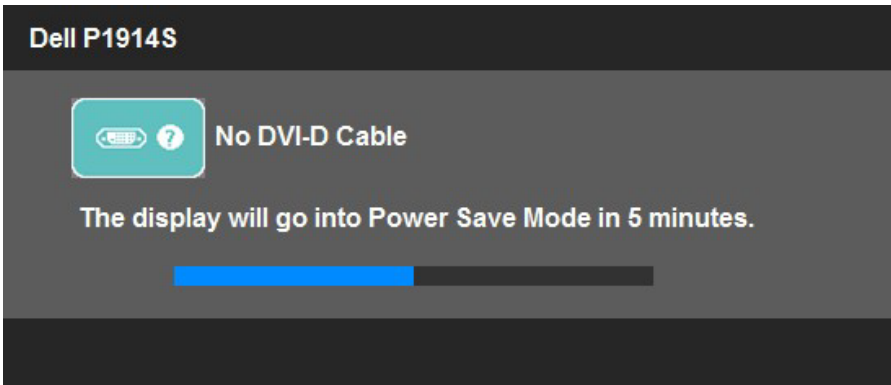 Dell P1914S
No DVI-D Cable
The display will go into Power Save Mode in 5 minutes.